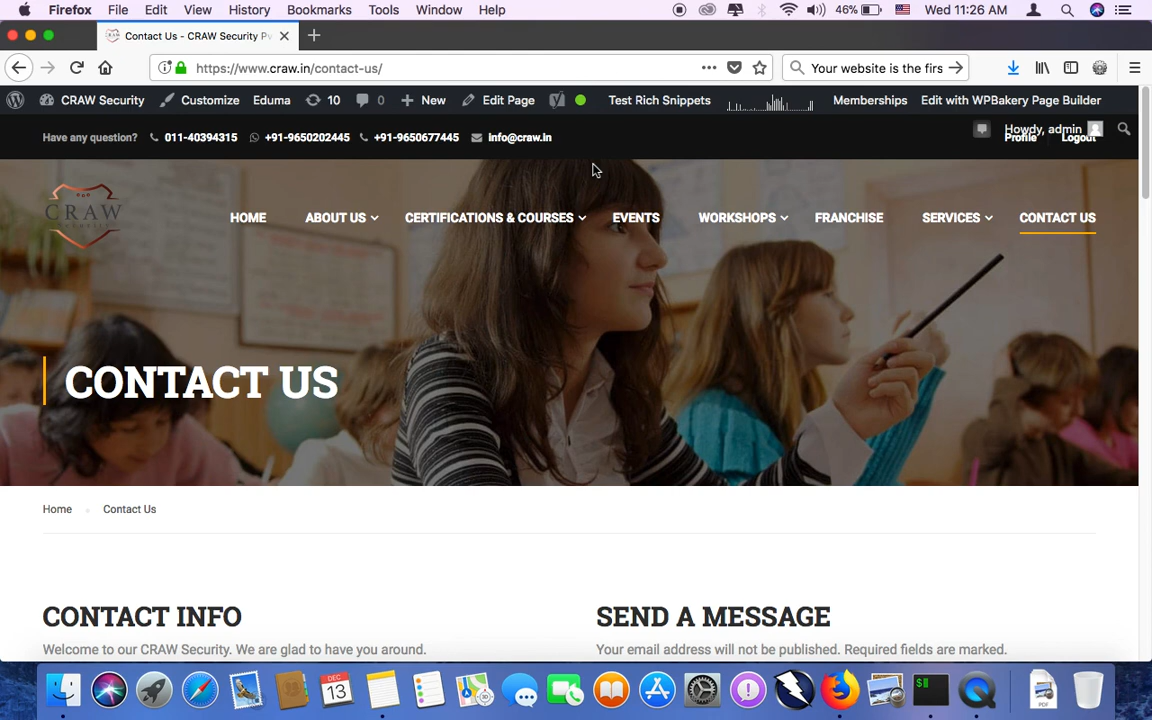 Firefox File Edit View History Bookmarks Tools Window Help 46% Wed 11:26 AM
Contact Us - CRAW Security Pv
https://www.craw.in/contact-us/ Your website is the firs
CRAW Security Customize Eduma 10 0 New Edit Page Test Rich Snippets Memberships Edit with WPBakery Page Builder
Howdy, admin
Have any question? 011-40394315 +91-9650202445 +91-9650677445 info@craw.in Profile Logout
CRAW
HOME ABOUT US CERTIFICATIONS & COURSES EVENTS WORKSHOPS FRANCHISE SERVICES CONTACT US
CONTACT US
Home Contact Us
CONTACT INFO SEND A MESSAGE
Welcome to our CRAW Security. We are glad to have you around. Your email address will not be published. Required fields are marked.
DEC
13
PDF